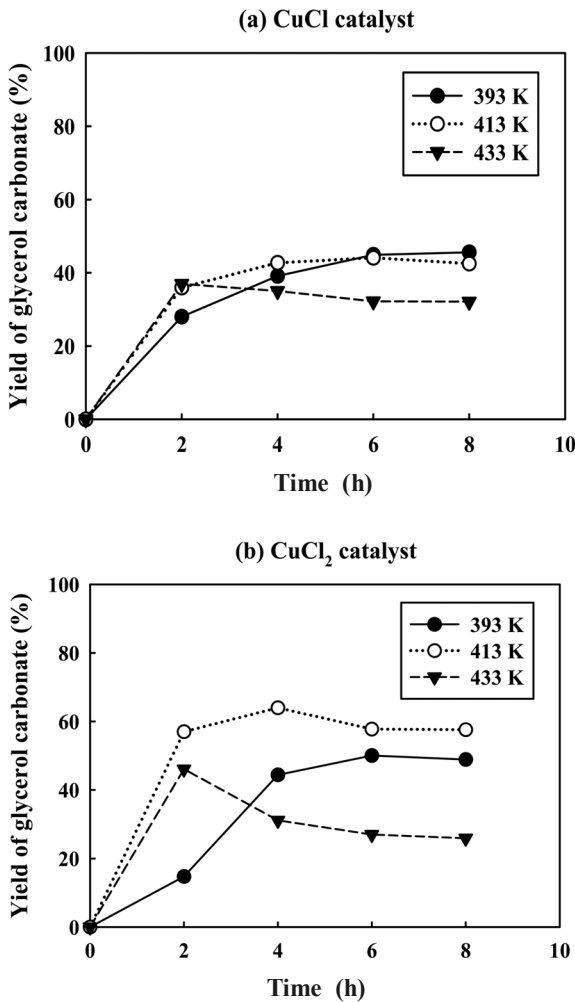 (a) CuCl catalyst
Yield of glycerol carbonate (%)
100
80
60
40
20
0
393 K
413 K
433 K
0 2 4 6 8 10
Time (h)
(b) CuCl₂ catalyst
Yield of glycerol carbonate (%)
100
80
60
40
20
0
393 K
413 K
433 K
0 2 4 6 8 10
Time (h)